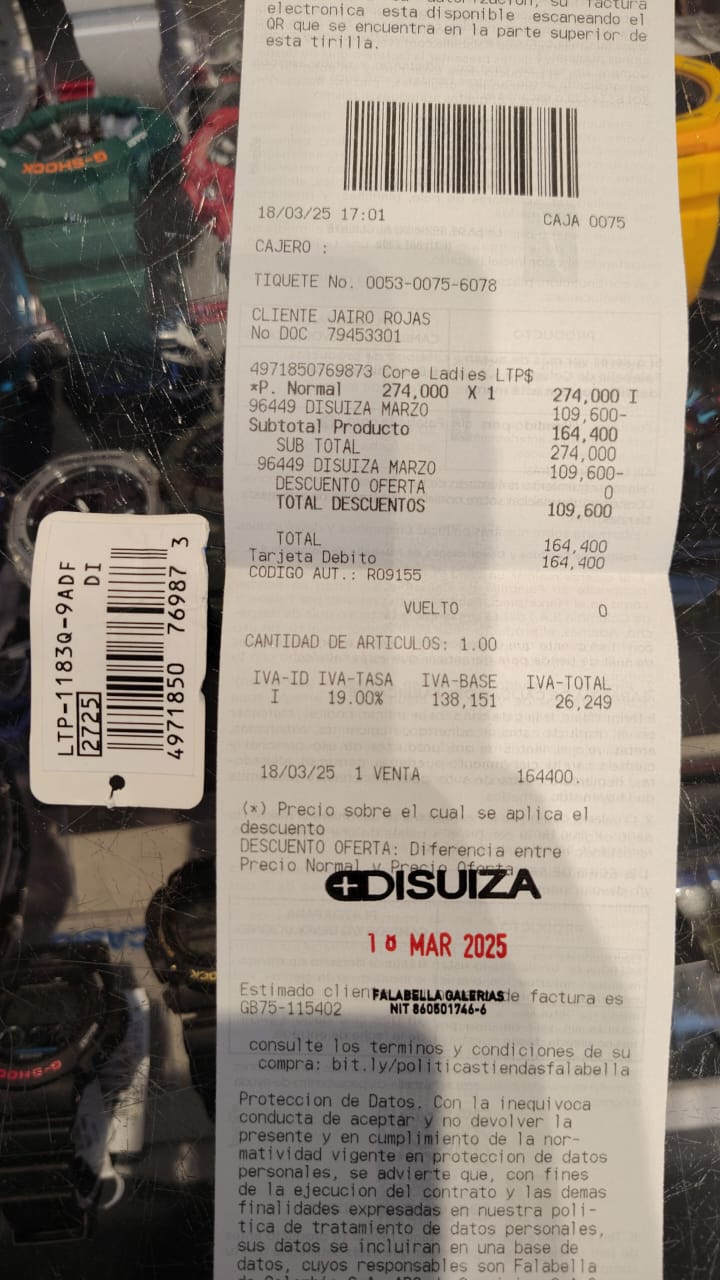 electronica esta disponible escaneando el
QR que se encuentra en la parte superior de
esta tirilla.
18/03/25 17:01 CAJA 0075
CAJERO :
TIQUETE No. 0053-0075-6078
CLIENTE JAIRO ROJAS
No DOC 79453301
4971850769873 Core Ladies LTP$
*P. Normal 274,000 X 1 274,000 I
96449 DISUIZA MARZO 109,600-
Subtotal Producto 164,400
SUB TOTAL 274,000
96449 DISUIZA MARZO 109,600-
DESCUENTO OFERTA 0
TOTAL DESCUENTOS 109,600
TOTAL 164,400
Tarjeta Debito 164,400
CODIGO AUT.: R09155
VUELTO 0
CANTIDAD DE ARTICULOS: 1.00
IVA-ID IVA-TASA IVA-BASE IVA-TOTAL
I 19.00% 138,151 26,249
18/03/25 1 VENTA 164400.
(*) Precio sobre el cual se aplica el
descuento
DESCUENTO OFERTA: Diferencia entre
Precio Normal y Precio Oferta
DISUIZA
18 MAR 2025
FALABELLA GALERIAS
NIT 860501746-6
Estimado clien de factura es
GB75-115402
consulte los terminos y condiciones de su
compra: bit.ly/politicastiendasfalabella
Proteccion de Datos. Con la inequivoca
conducta de aceptar y no devolver la
presente y en cumplimiento de la nor-
matividad vigente en proteccion de datos
personales, se advierte que, con fines
de la ejecucion del contrato y las demas
finalidades expresadas en nuestra poli-
tica de tratamiento de datos personales,
sus datos se incluiran en una base de
datos, cuyos responsables son Falabella
LTP-1183Q-9ADF
DI
2725
4971850 76987 3
G-SHOCK
CASIO
G-SHOCK